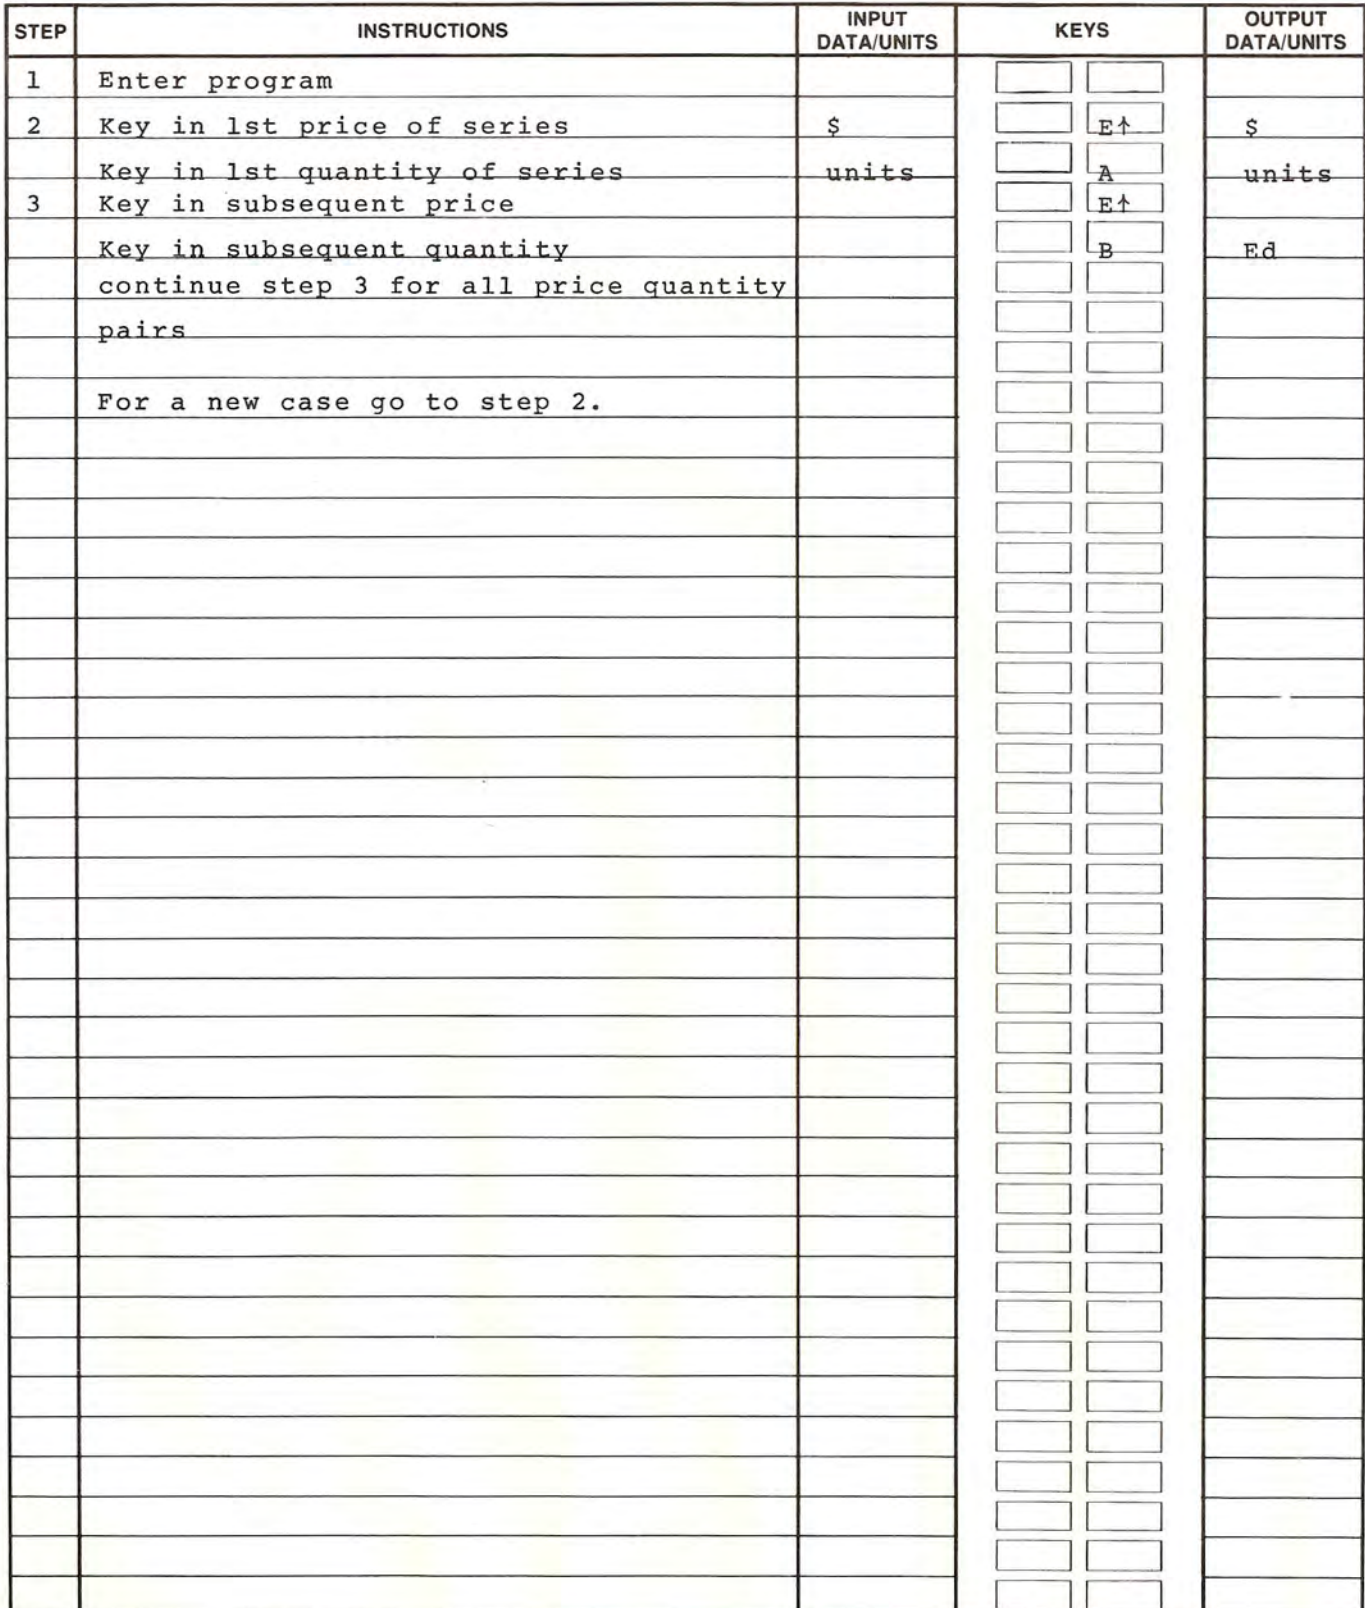 STEP INSTRUCTIONS INPUT DATA/UNITS KEYS OUTPUT DATA/UNITS
1 Enter program
2 Key in 1st price of series $ E↑ $
Key in 1st quantity of series units A units
3 Key in subsequent price E↑
Key in subsequent quantity B Ed
continue step 3 for all price quantity
pairs
For a new case go to step 2.